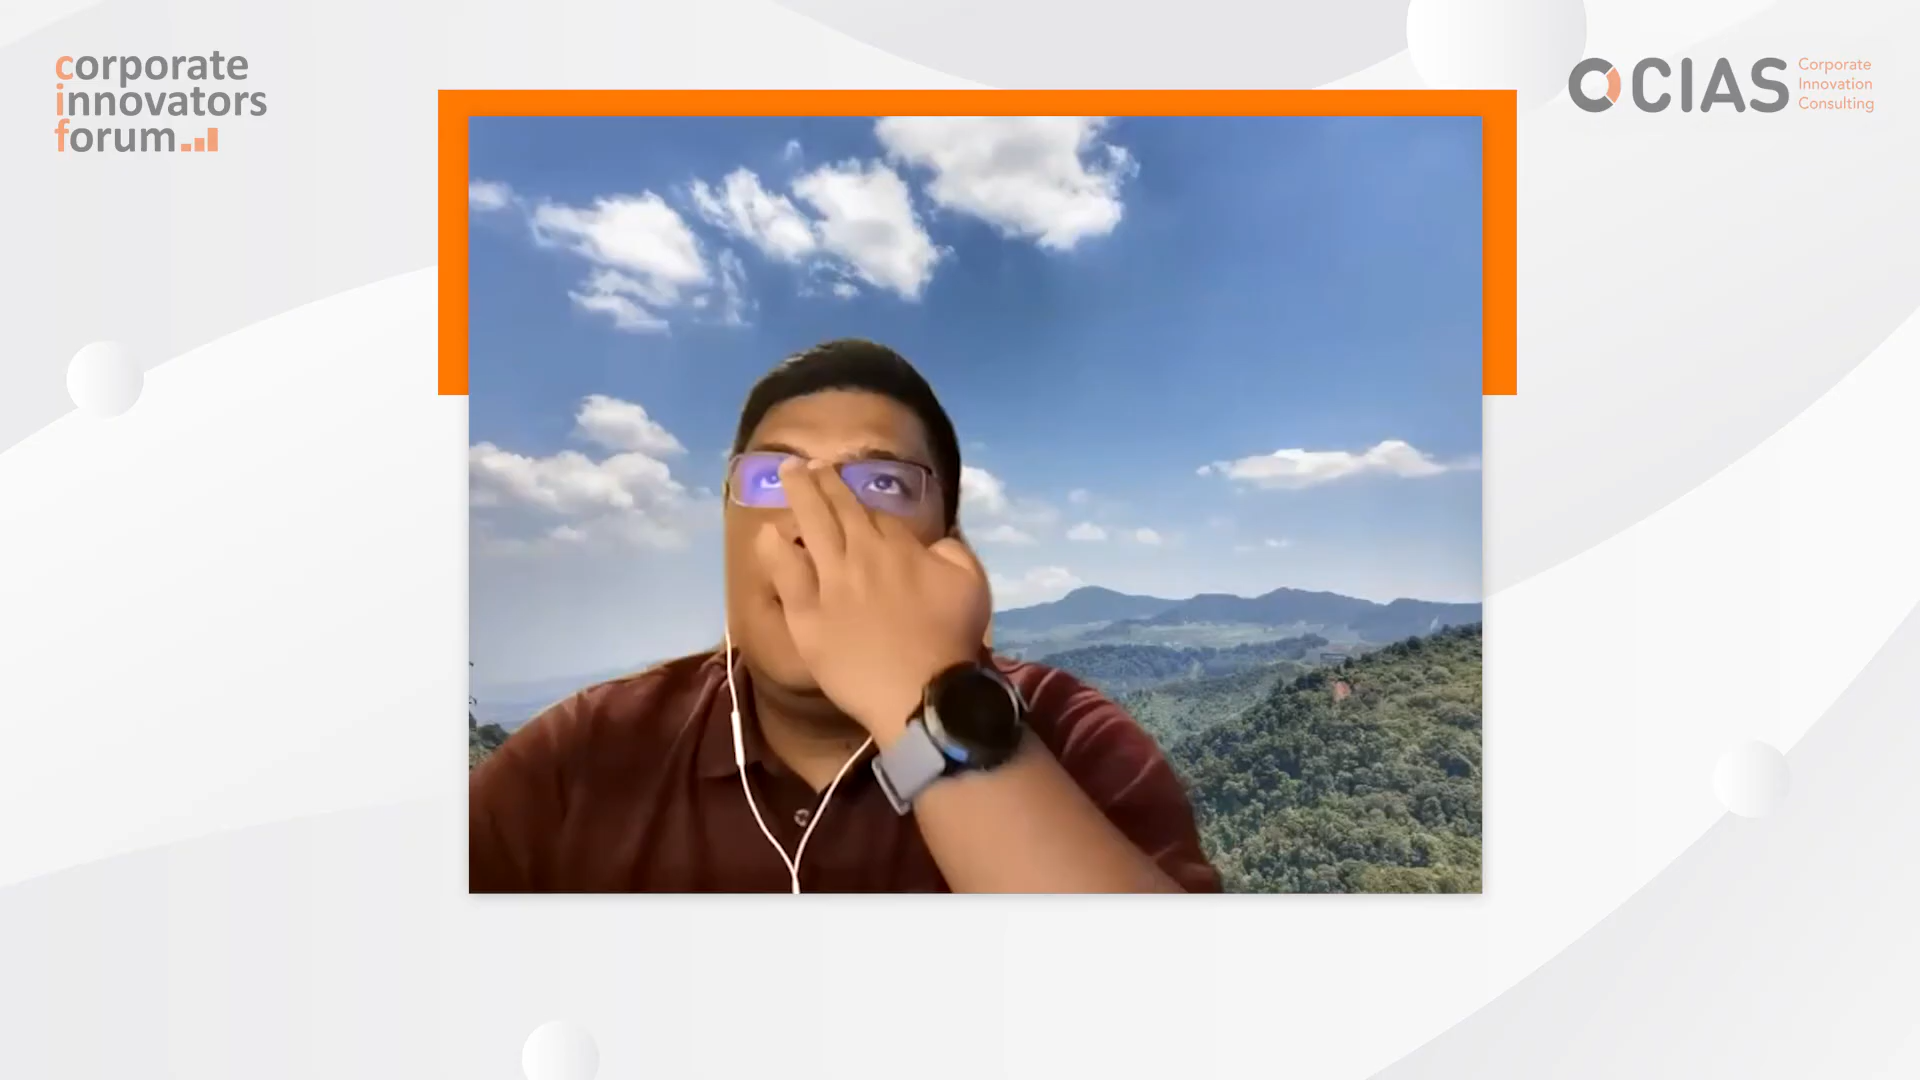 corporate
innovators
forum
CIAS
Corporate
Innovation
Consulting